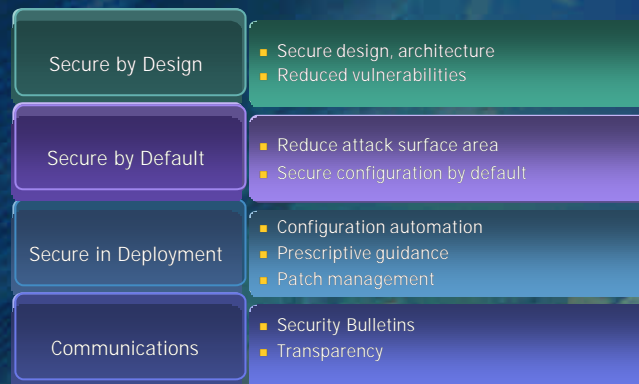 Secure by Design
Secure design, architecture
Reduced vulnerabilities
Secure by Default
Reduce attack surface area
Secure configuration by default
Secure in Deployment
Configuration automation
Prescriptive guidance
Patch management
Communications
Security Bulletins
Transparency